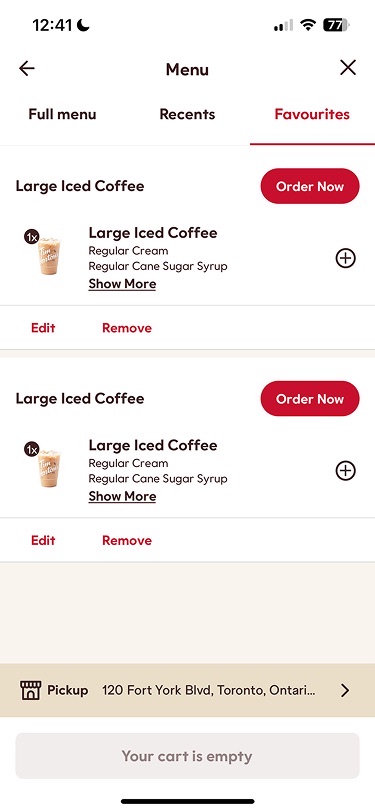 12:41
77
Menu
Full menu
Recents
Favourites
Large Iced Coffee
Order Now
1x
Large Iced Coffee
Regular Cream
Regular Cane Sugar Syrup
Show More
Edit
Remove
Large Iced Coffee
Order Now
1x
Large Iced Coffee
Regular Cream
Regular Cane Sugar Syrup
Show More
Edit
Remove
Pickup
120 Fort York Blvd, Toronto, Ontari...
Your cart is empty